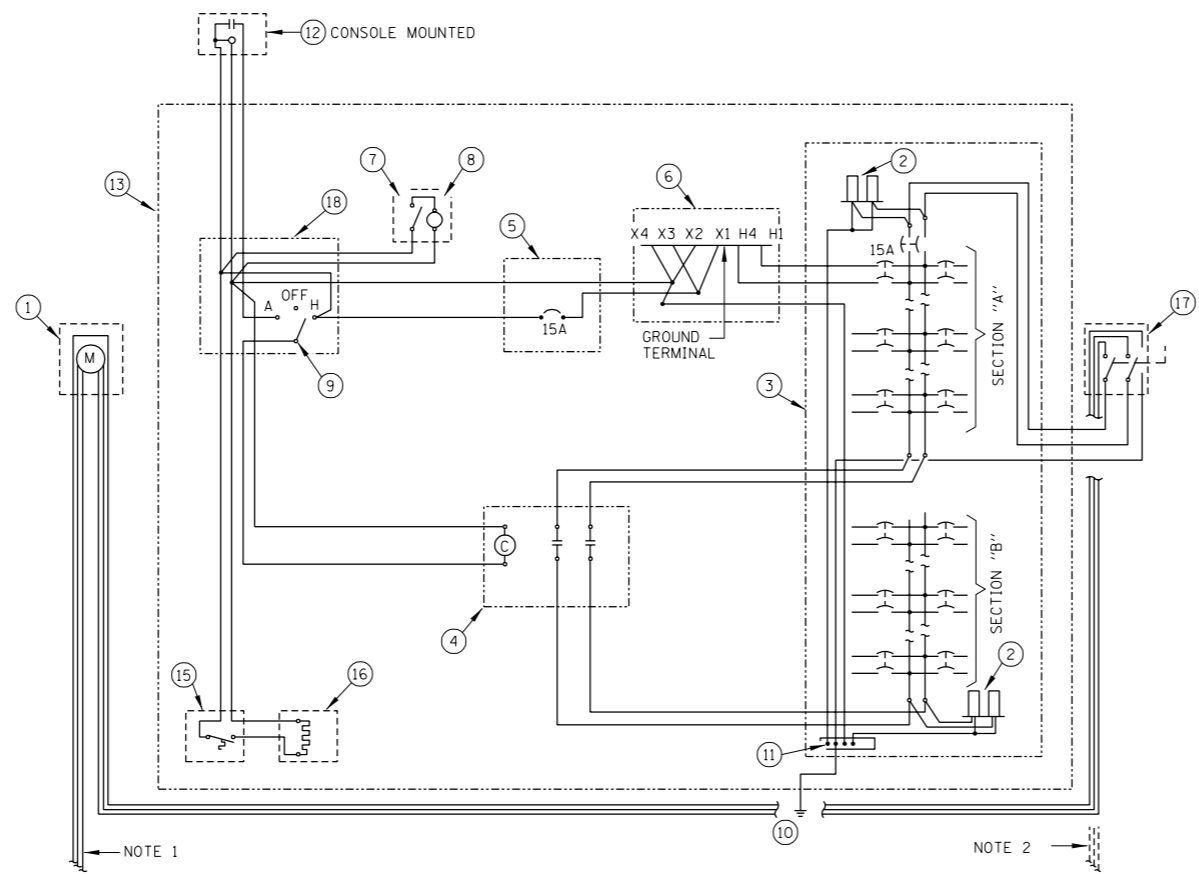 12 CONSOLE MOUNTED
7
8
2
13
18
6
5
X4 X3 X2 X1 H4 H1
15A
OFF
1
A
H
17
15A
GROUND
TERMINAL
SECTION "A"
M
9
3
C
SECTION "B"
4
2
15
16
11
10
NOTE 1
NOTE 2